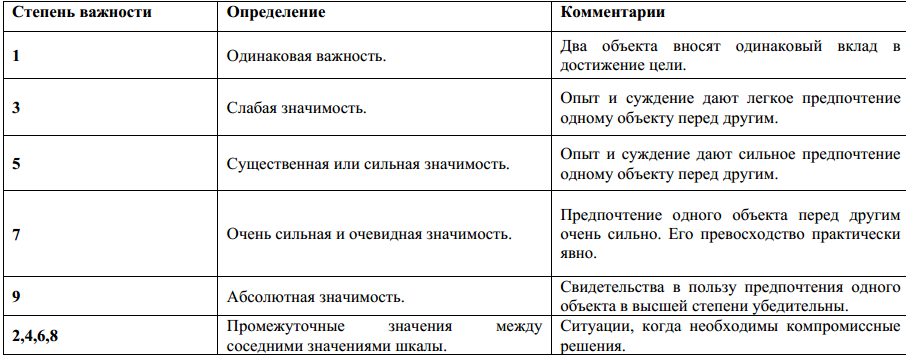 Степень важности Определение Комментарии
1 Одинаковая важность. Два объекта вносят одинаковый вклад в
достижение цели.
3 Слабая значимость. Опыт и суждение дают легкое предпочтение
одному объекту перед другим.
5 Существенная или сильная значимость. Опыт и суждение дают сильное предпочтение
одному объекту перед другим.
7 Очень сильная и очевидная значимость. Предпочтение одного объекта перед другим
очень сильно. Его превосходство практически
явно.
9 Абсолютная значимость. Свидетельства в пользу предпочтения одного
объекта в высшей степени убедительны.
2,4,6,8 Промежуточные значения между Ситуации, когда необходимы компромиссные
соседними значениями шкалы. решения.